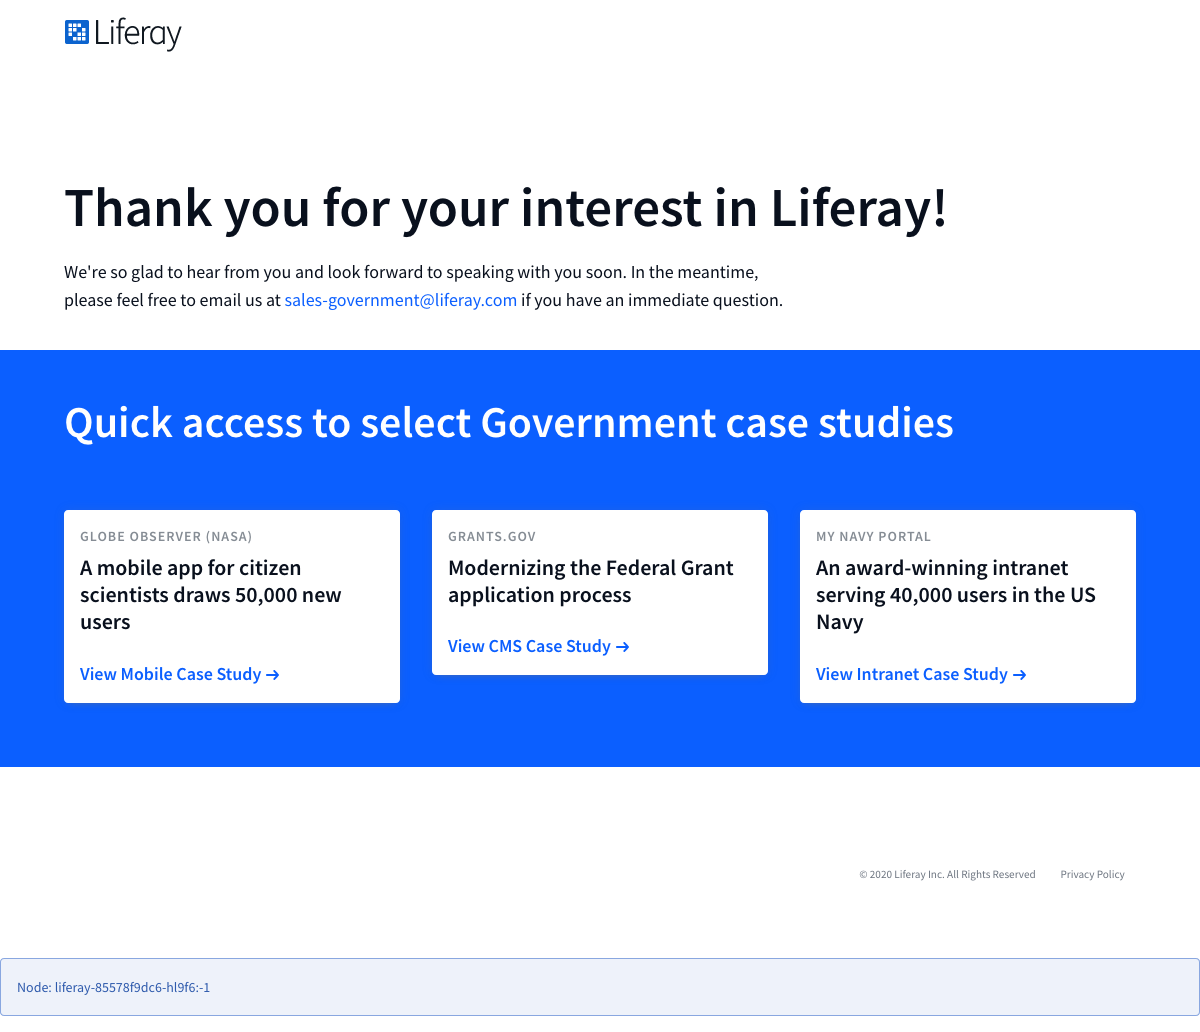 Liferay
Thank you for your interest in Liferay!
We're so glad to hear from you and look forward to speaking with you soon. In the meantime,
please feel free to email us at sales-government@liferay.com if you have an immediate question.
Quick access to select Government case studies
GLOBE OBSERVER (NASA)
A mobile app for citizen
scientists draws 50,000 new
users
View Mobile Case Study →
GRANTS.GOV
Modernizing the Federal Grant
application process
View CMS Case Study →
MY NAVY PORTAL
An award-winning intranet
serving 40,000 users in the US
Navy
View Intranet Case Study →
© 2020 Liferay Inc. All Rights Reserved
Privacy Policy
Node: liferay-85578f9dc6-hl9f6:-1